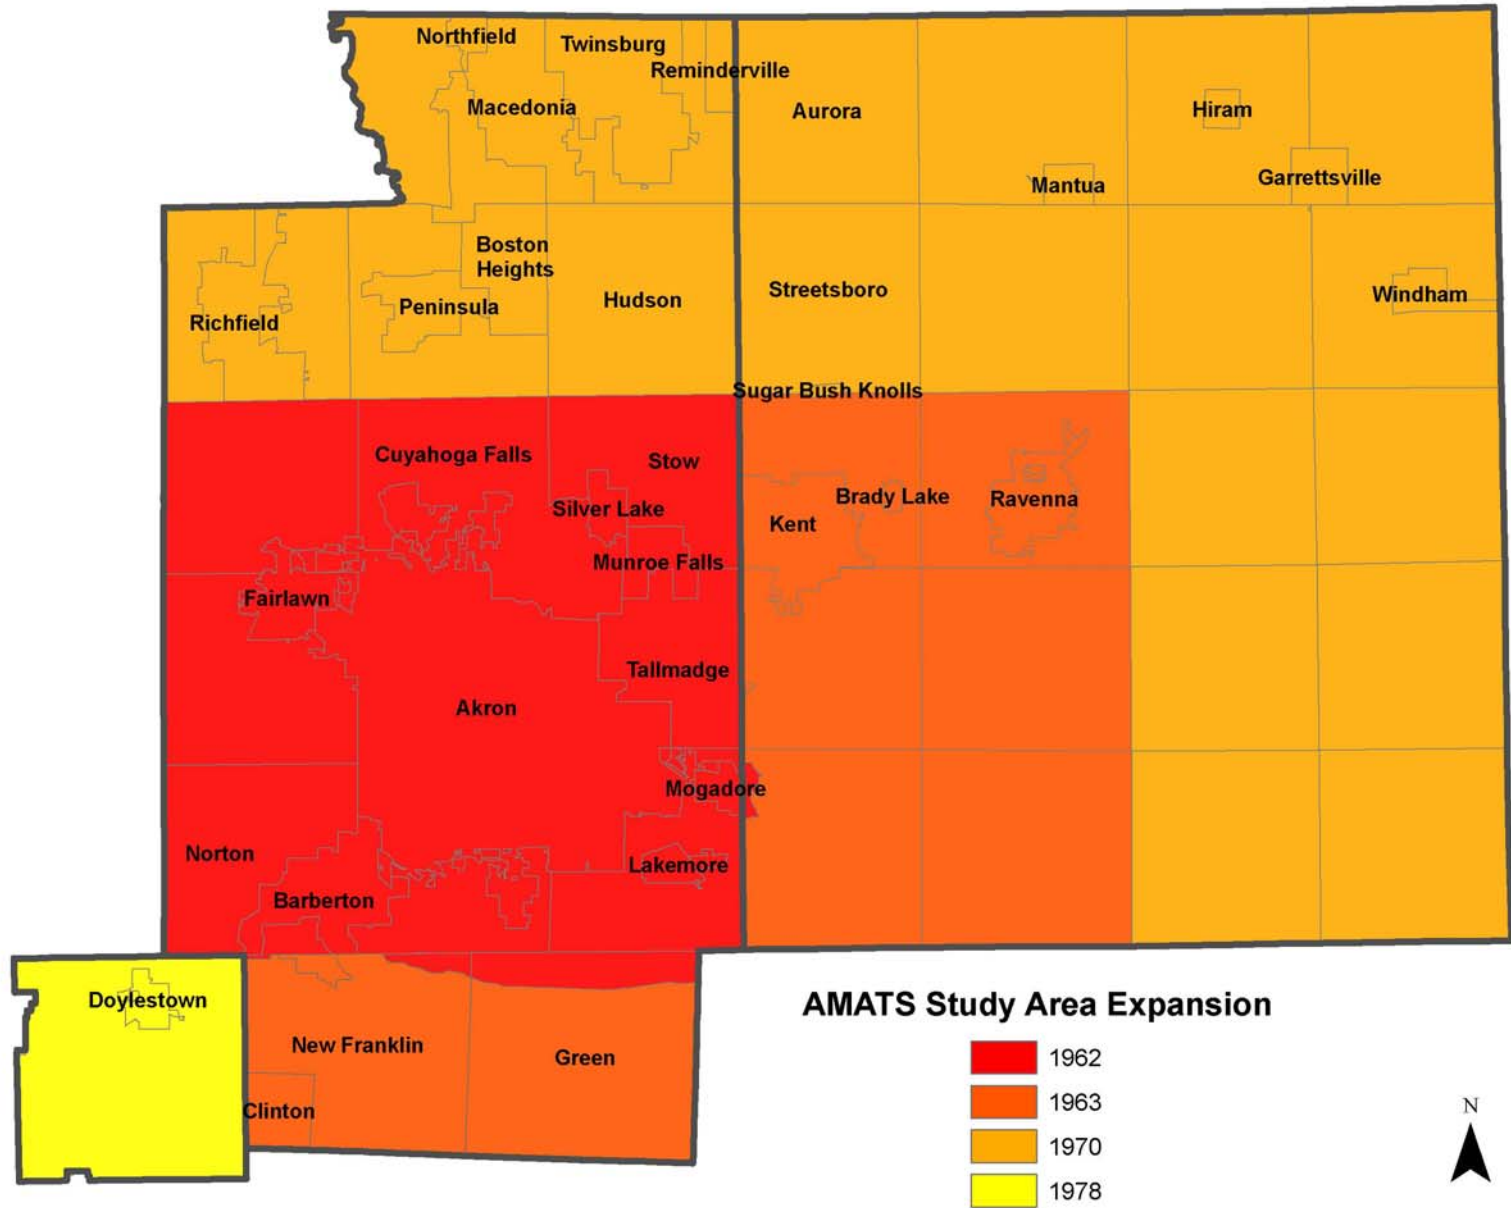 Northfield
Twinsburg
Reminderville
Macedonia
Aurora
Hiram
Mantua
Garrettsville
Boston
Heights
Hudson
Streetsboro
Windham
Peninsula
Richfield
Sugar Bush Knolls
Cuyahoga Falls
Stow
Silver Lake
Brady Lake
Ravenna
Kent
Munroe Falls
Fairlawn
Tallmadge
Akron
Mogadore
Norton
Lakemore
Barberton
Doylestown
New Franklin
Green
Clinton
AMATS Study Area Expansion
1962
1963
1970
1978
N